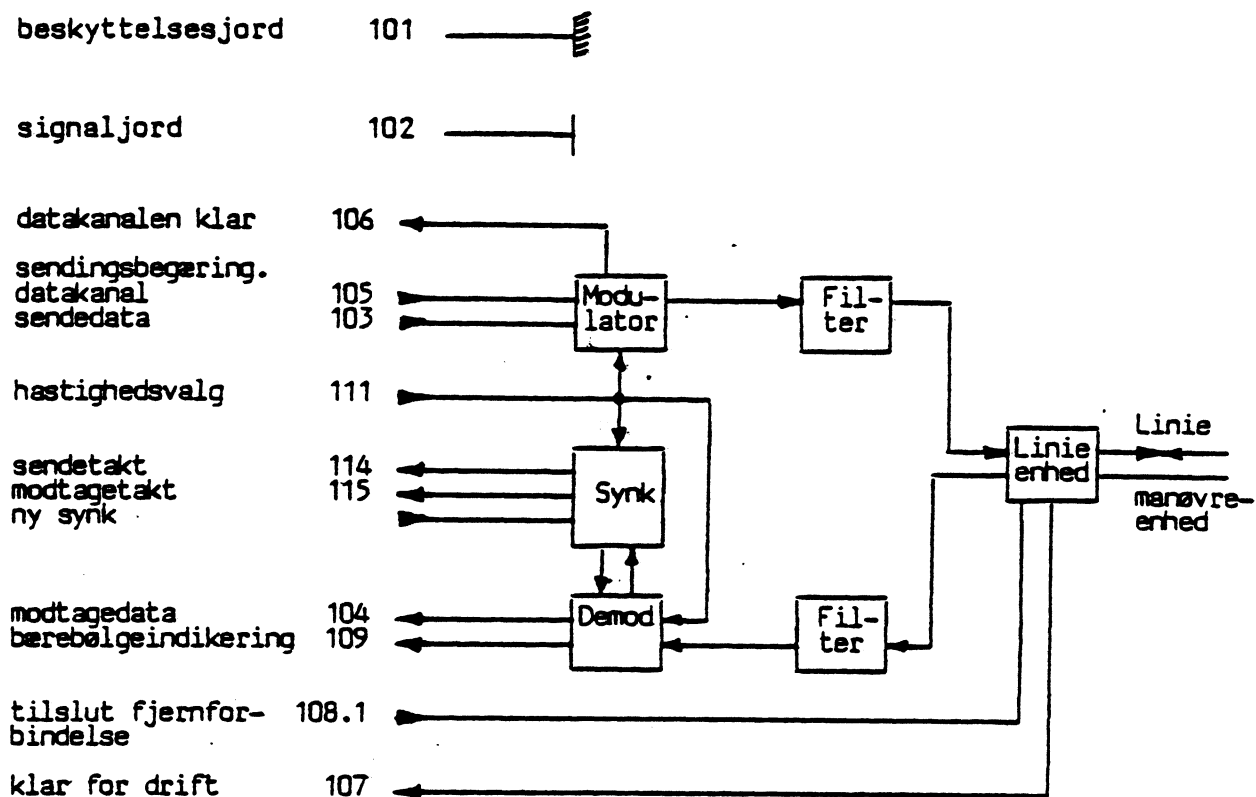 beskyttelsesjord 101
signaljord 102
datakanalen klar 106
sendingsbegæring.
datakanal 105
sendedata 103
Modu-
lator
Fil-
ter
hastighedsvalg 111
sendetakt 114
modtagetakt 115
ny synk
Synk
Linie
enhed
Linie
manøvre-
enhed
modtagedata 104
bærebølgeindikering 109
Demod
Fil-
ter
tilslut fjernfor- 108.1
bindelse
klar for drift 107